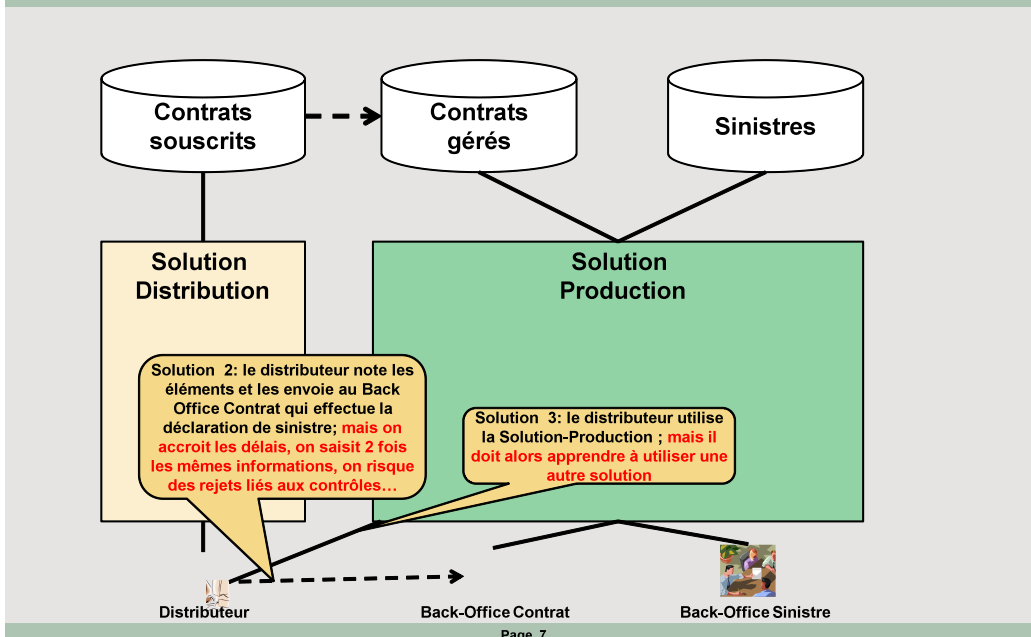 Contrats
souscrits
Contrats
gérés
Sinistres
Solution
Distribution
Solution
Production
Solution 2: le distributeur note les
éléments et les envoie au Back
Office Contrat qui effectue la
déclaration de sinistre; mais on
accroit les délais, on saisit 2 fois
les mêmes informations, on risque
des rejets liés aux contrôles…
Solution 3: le distributeur utilise
la Solution-Production ; mais il
doit alors apprendre à utiliser une
autre solution
Distributeur
Back-Office Contrat
Back-Office Sinistre
Page 7